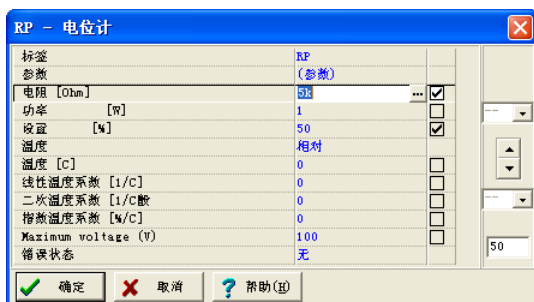 RP - 电位计
标签 RP
参数 (参数)
电阻 [Ohm] 5k ...
功率 [W] 1
设置 [%] 50
温度 相对
温度 [C] 0
线性温度系数 [1/C] 0
二次温度系数 [1/C散 0
指数温度系数 [%/C] 0
Maximum voltage (V) 100
错误状态 无
--
--
50
确定 取消 帮助(H)